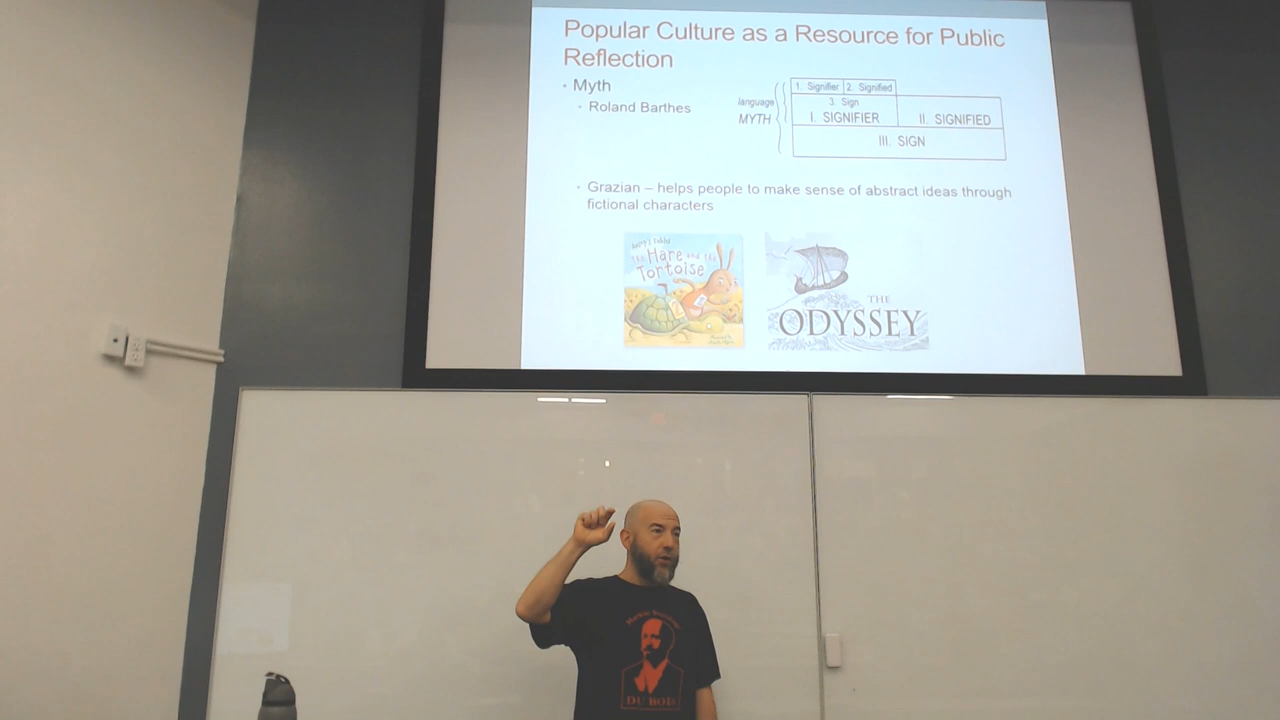 Popular Culture as a Resource for Public
Reflection
Myth
Roland Barthes
language
MYTH
1. Signifier
2. Signified
3. Sign
I. SIGNIFIER
II. SIGNIFIED
III. SIGN
Grazian – helps people to make sense of abstract ideas through
fictional characters
The Hare and the
Tortoise
THE
ODYSSEY
DU BOIS